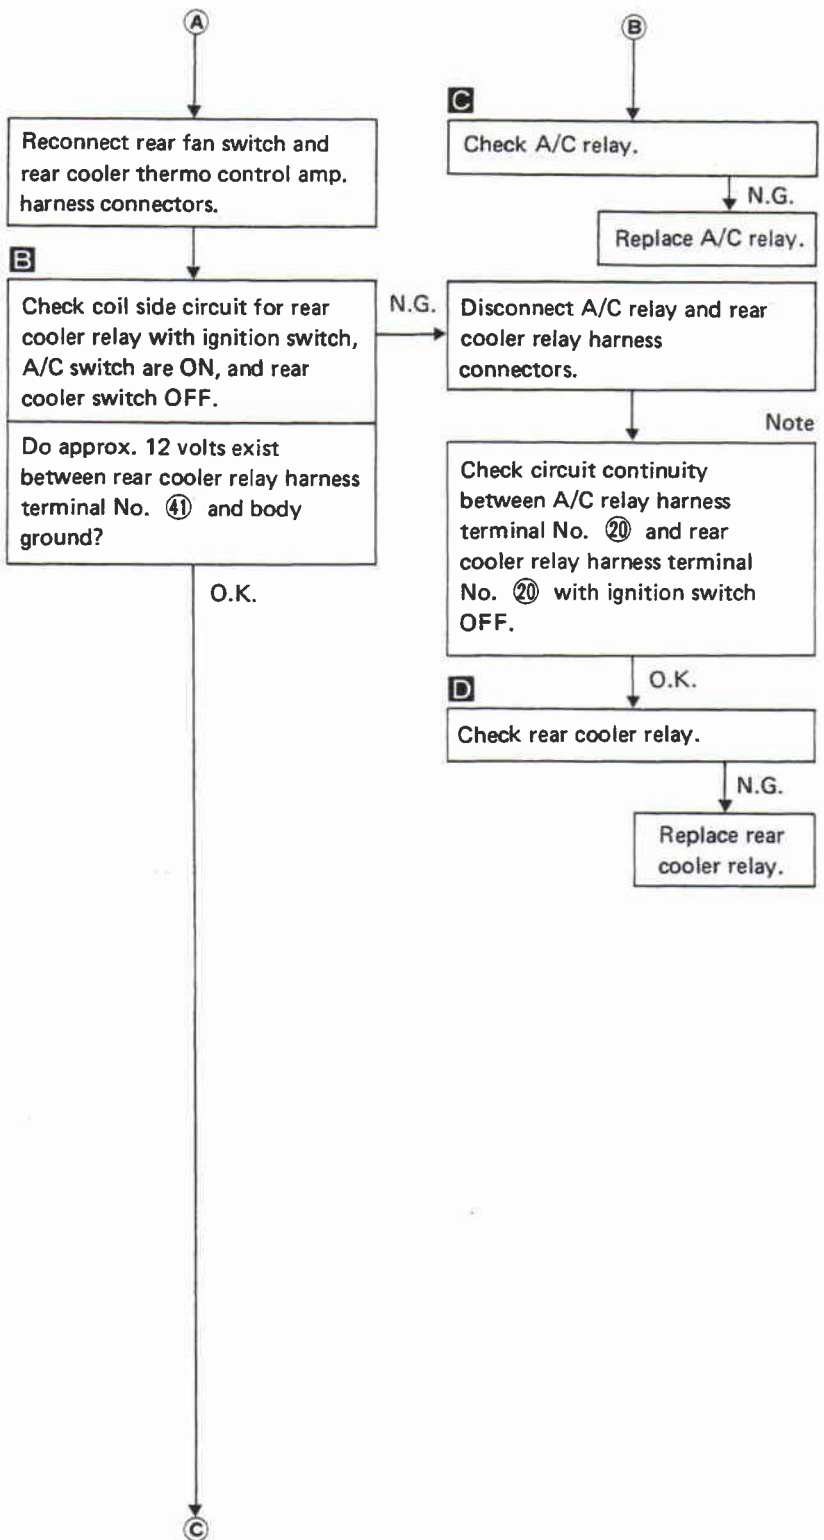 Ⓐ
Reconnect rear fan switch and
rear cooler thermo control amp.
harness connectors.
B
Check coil side circuit for rear
cooler relay with ignition switch,
A/C switch are ON, and rear
cooler switch OFF.
Do approx. 12 volts exist
between rear cooler relay harness
terminal No. ㊶ and body
ground?
N.G.
O.K.
Ⓒ
Ⓑ
C
Check A/C relay.
N.G.
Replace A/C relay.
Disconnect A/C relay and rear
cooler relay harness
connectors.
Note
Check circuit continuity
between A/C relay harness
terminal No. ⑳ and rear
cooler relay harness terminal
No. ⑳ with ignition switch
OFF.
O.K.
D
Check rear cooler relay.
N.G.
Replace rear
cooler relay.